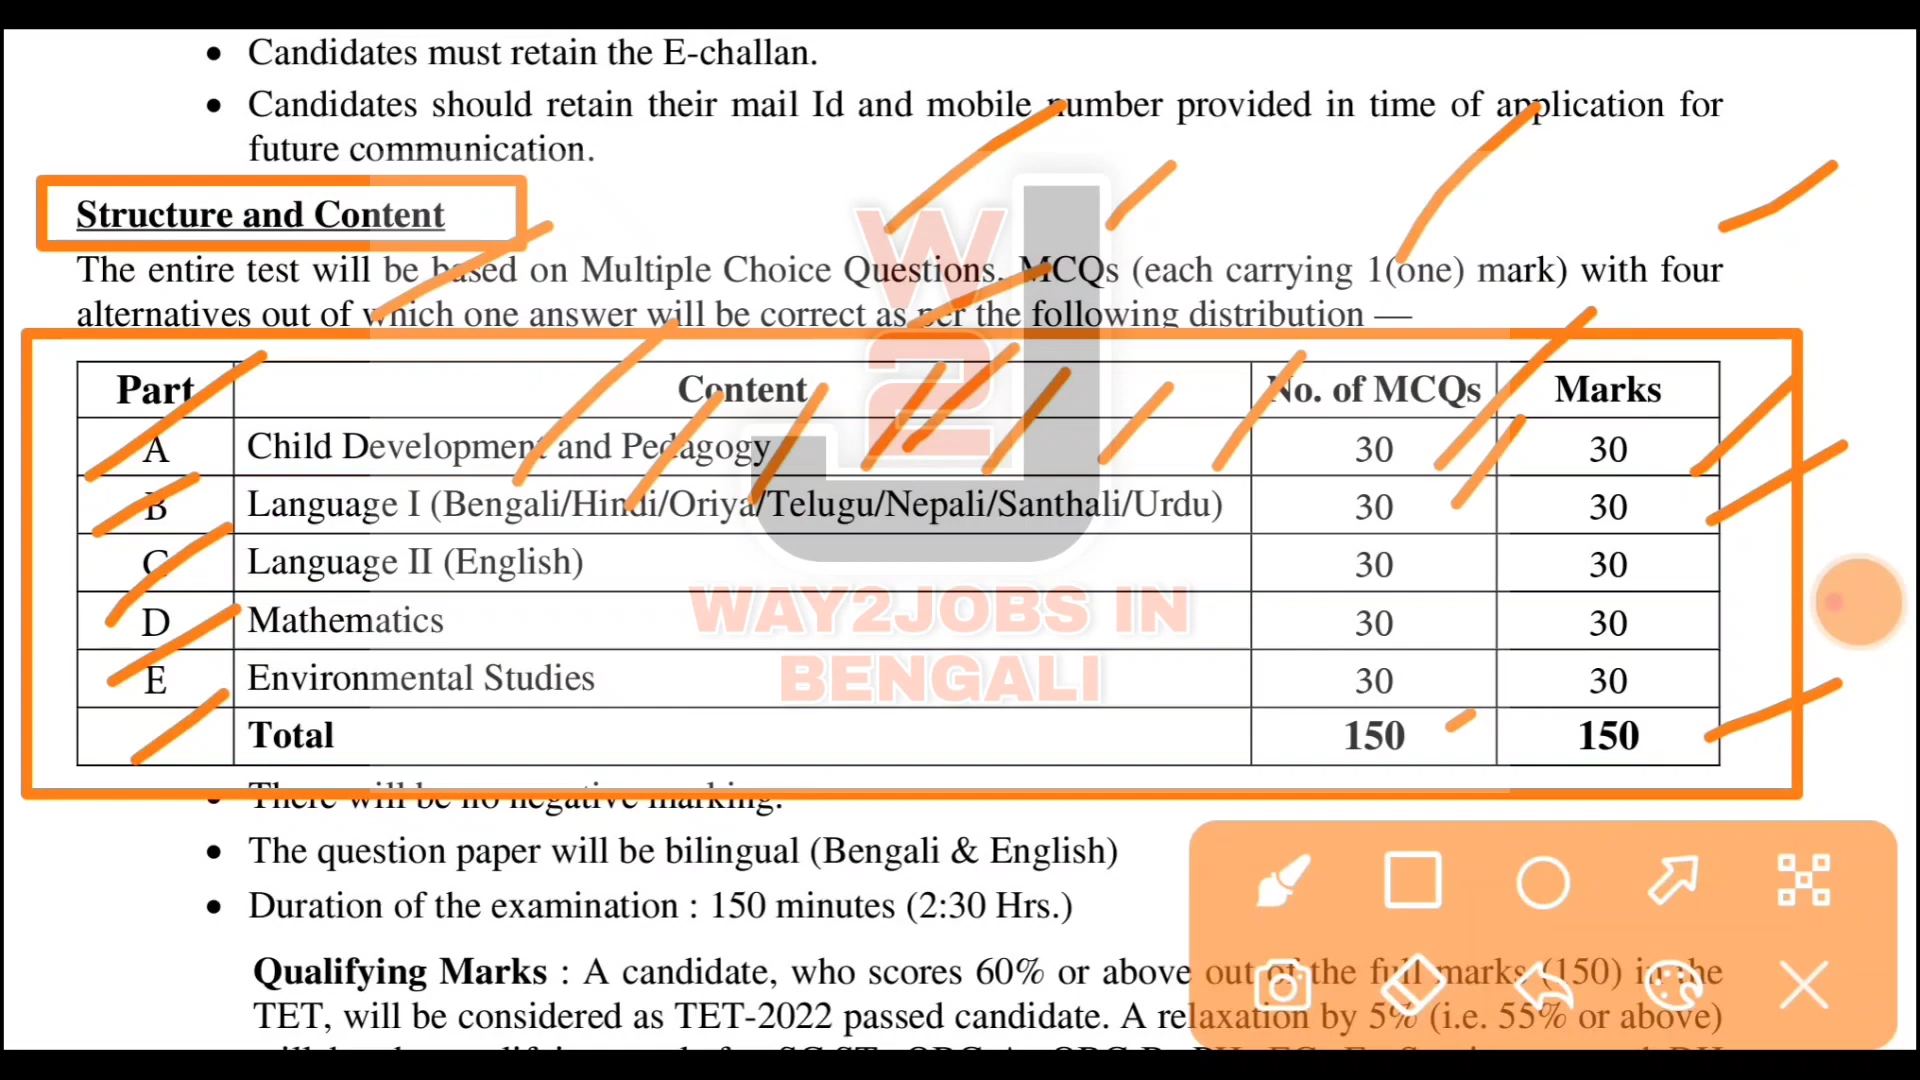 • Candidates must retain the E-challan.
• Candidates should retain their mail Id and mobile number provided in time of application for
future communication.
Structure and Content
The entire test will be based on Multiple Choice Questions. MCQs (each carrying 1(one) mark) with four
alternatives out of which one answer will be correct as per the following distribution —
Part Content No. of MCQs Marks
A Child Development and Pedagogy 30 30
B Language I (Bengali/Hindi/Oriya/Telugu/Nepali/Santhali/Urdu) 30 30
C Language II (English) 30 30
D Mathematics 30 30
E Environmental Studies 30 30
Total 150 150
W2J
WAY2JOBS IN
BENGALI
• There will be no negative marking.
• The question paper will be bilingual (Bengali & English)
• Duration of the examination : 150 minutes (2:30 Hrs.)
Qualifying Marks : A candidate, who scores 60% or above out of the full marks (150) in the
TET, will be considered as TET-2022 passed candidate. A relaxation by 5% (i.e. 55% or above)